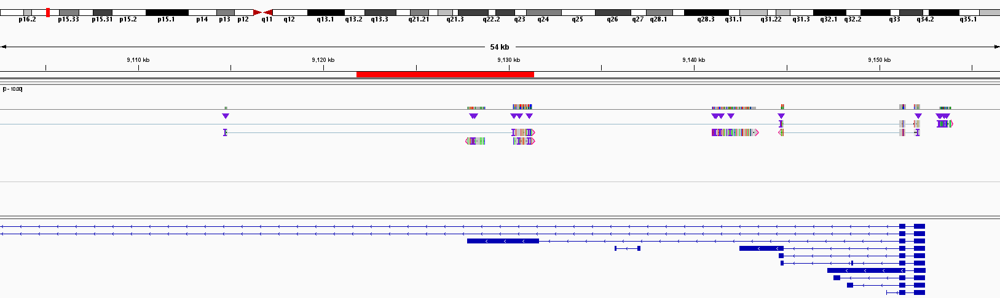 p16.2 p15.33 p15.31 p15.2 p15.1 p14 p13 p12 q11 q12 q13.1 q13.2 q13.3 q21.21 q21.3 q22.2 q23 q24 q25 q26 q27 q28.1 q28.3 q31.1 q31.22 q31.3 q32.1 q32.2 q33 q34.2 q35.1
54 kb
9,110 kb 9,120 kb 9,130 kb 9,140 kb 9,150 kb
[0 - 10.00]